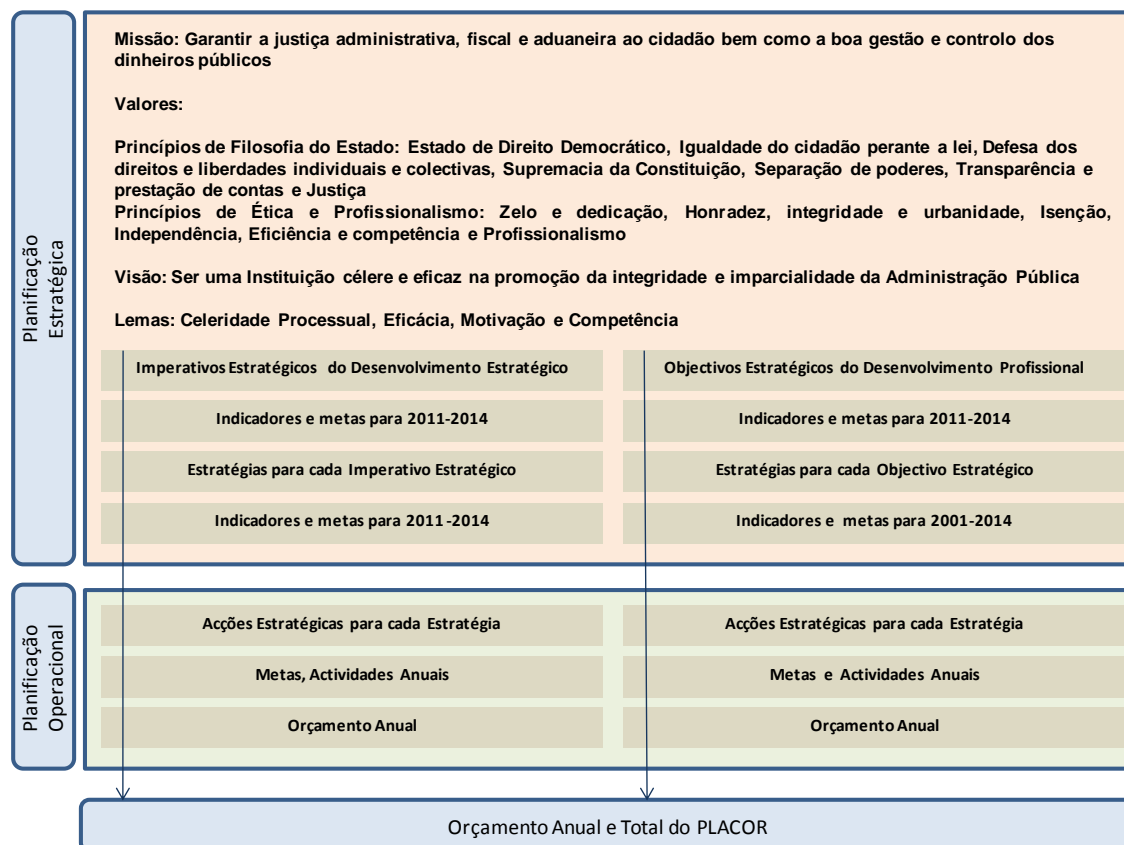 Missão: Garantir a justiça administrativa, fiscal e aduaneira ao cidadão bem como a boa gestão e controlo dos
dinheiros públicos
Valores:
Princípios de Filosofia do Estado: Estado de Direito Democrático, Igualdade do cidadão perante a lei, Defesa dos
direitos e liberdades individuais e colectivas, Supremacia da Constituição, Separação de poderes, Transparência e
prestação de contas e Justiça
Princípios de Ética e Profissionalismo: Zelo e dedicação, Honradez, integridade e urbanidade, Isenção,
Independência, Eficiência e competência e Profissionalismo
Visão: Ser uma Instituição célere e eficaz na promoção da integridade e imparcialidade da Administração Pública
Lemas: Celeridade Processual, Eficácia, Motivação e Competência
Planificação
Estratégica
Imperativos Estratégicos do Desenvolvimento Estratégico
Indicadores e metas para 2011-2014
Estratégias para cada Imperativo Estratégico
Indicadores e metas para 2011-2014
Objectivos Estratégicos do Desenvolvimento Profissional
Indicadores e metas para 2011-2014
Estratégias para cada Objectivo Estratégico
Indicadores e metas para 2001-2014
Planificação
Operacional
Acções Estratégicas para cada Estratégia
Metas, Actividades Anuais
Orçamento Anual
Acções Estratégicas para cada Estratégia
Metas e Actividades Anuais
Orçamento Anual
Orçamento Anual e Total do PLACOR